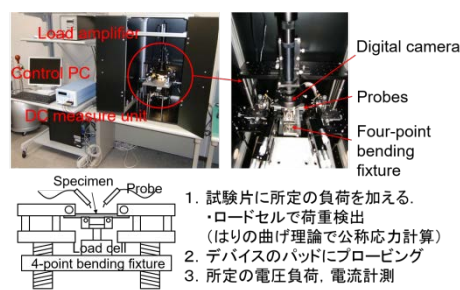 Load amplifier
Control PC
DC measure unit
Digital camera
Probes
Four-point
bending
fixture
Specimen
Probe
Load cell
4-point bending fixture
1. 試験片に所定の負荷を加える.
・ロードセルで荷重検出
(はりの曲げ理論で公称応力計算)
2. デバイスのパッドにプロービング
3. 所定の電圧負荷, 電流計測